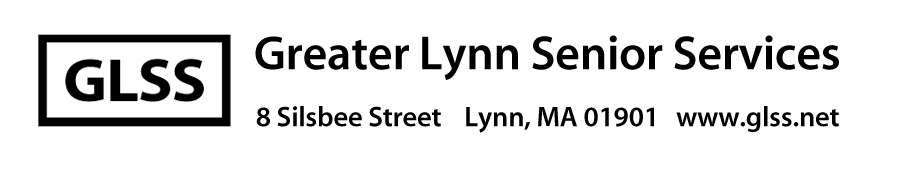 GLSS
Greater Lynn Senior Services
8 Silsbee Street Lynn, MA 01901 www.glss.net